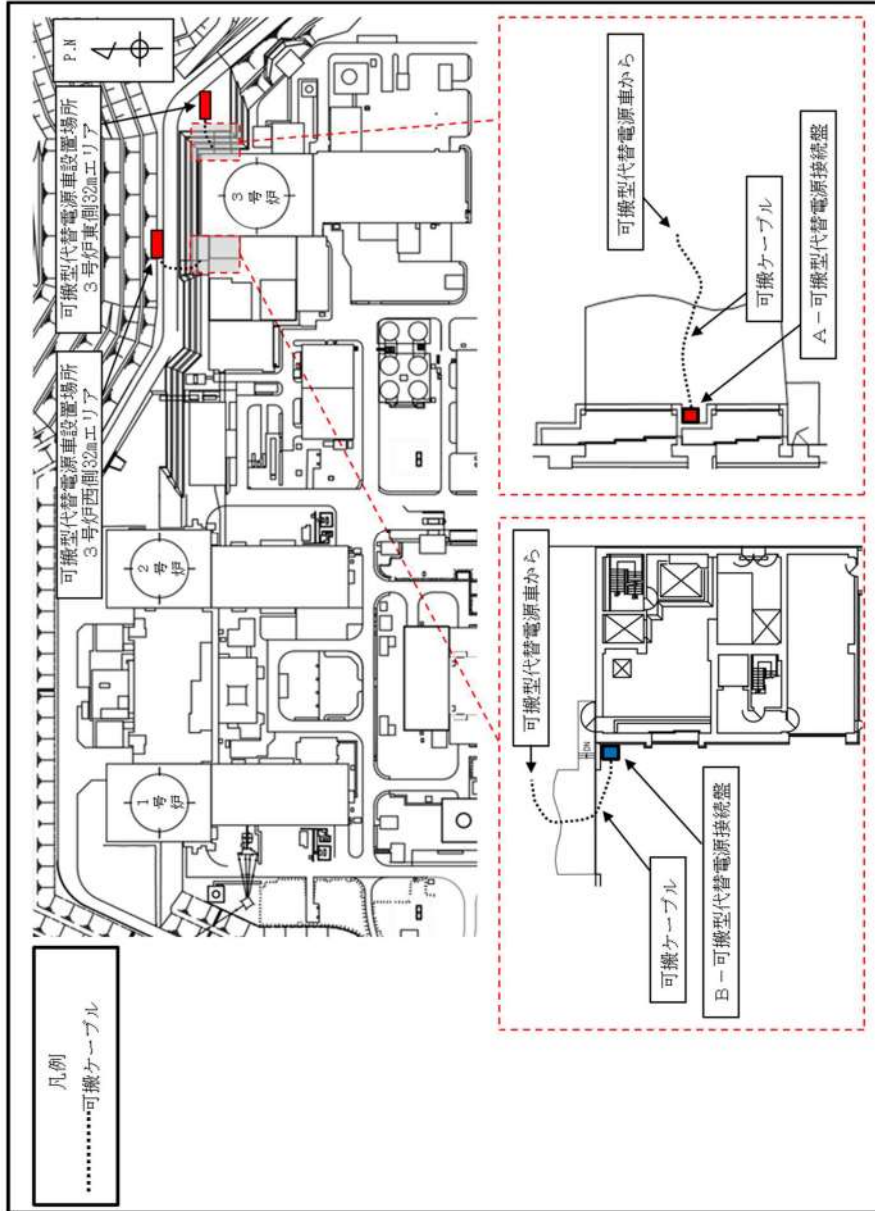 凡例
可搬ケーブル
可搬型代替電源車設置場所
3号炉西側32mエリア
可搬型代替電源車設置場所
3号炉東側32mエリア
P.N
1
号
炉
2
号
炉
3
号
炉
可搬型代替電源車から
可搬ケーブル
B－可搬型代替電源接続盤
DN
可搬型代替電源車から
可搬ケーブル
A－可搬型代替電源接続盤